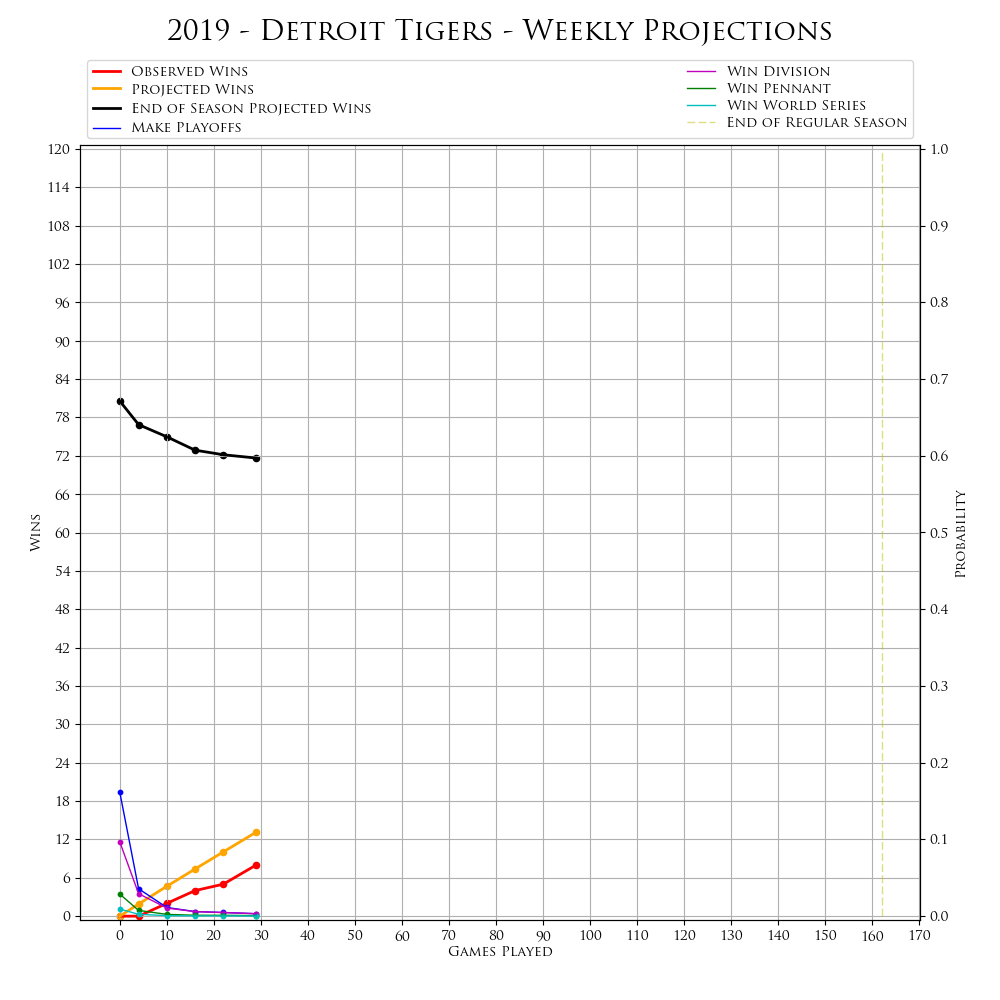 2019 - Detroit Tigers - Weekly Projections
Observed Wins
Projected Wins
End of Season Projected Wins
Make Playoffs
Win Division
Win Pennant
Win World Series
End of Regular Season
120
114
108
102
96
90
84
78
72
66
60
54
48
42
36
30
24
18
12
6
0
Wins
1.0
0.9
0.8
0.7
0.6
0.5
0.4
0.3
0.2
0.1
0.0
Probability
0 10 20 30 40 50 60 70 80 90 100 110 120 130 140 150 160 170
Games Played